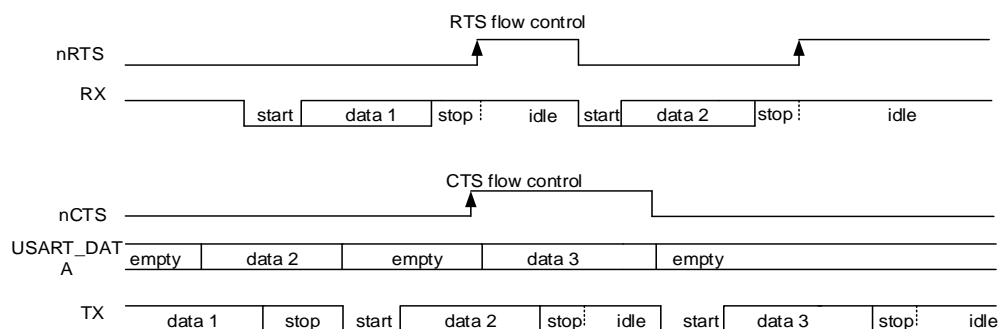 RTS flow control
nRTS
RX
start data 1 stop idle start data 2 stop idle
CTS flow control
nCTS
USART_DAT
A
empty data 2 empty data 3 empty
TX
data 1 stop start data 2 stop idle start data 3 stop idle